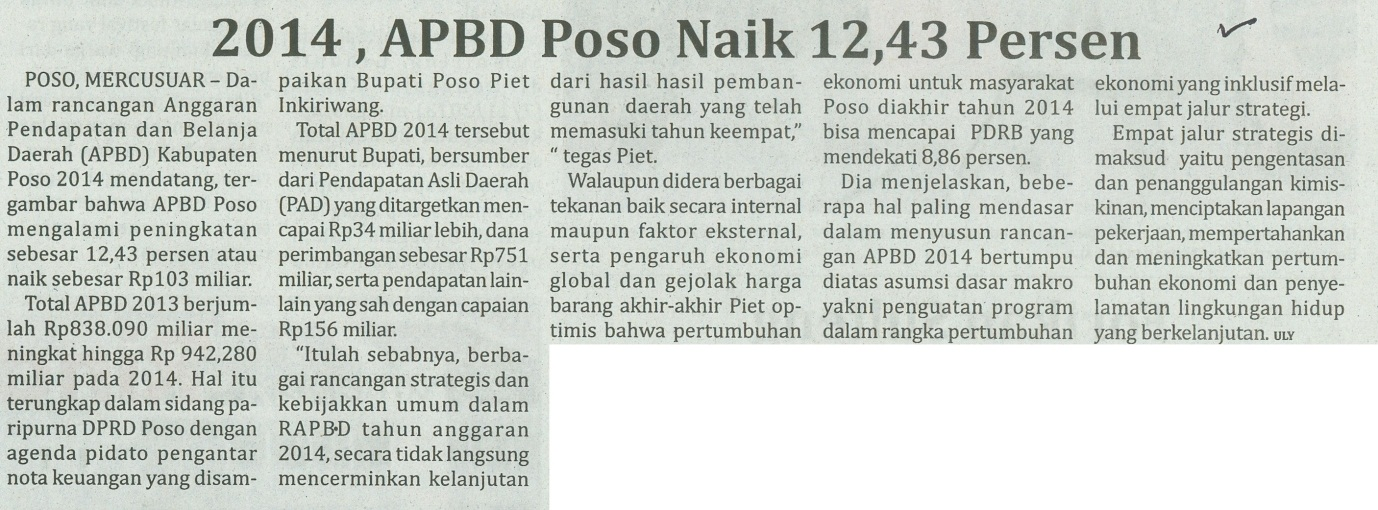 2014 , APBD Poso Naik 12,43 Persen
POSO, MERCUSUAR – Da-
lam rancangan Anggaran
Pendapatan dan Belanja
Daerah (APBD) Kabupaten
Poso 2014 mendatang, ter-
gambar bahwa APBD Poso
mengalami peningkatan
sebesar 12,43 persen atau
naik sebesar Rp103 miliar.
Total APBD 2013 berjum-
lah Rp838.090 miliar me-
ningkat hingga Rp 942,280
miliar pada 2014. Hal itu
terungkap dalam sidang pa-
ripurna DPRD Poso dengan
agenda pidato pengantar
nota keuangan yang disam-
paikan Bupati Poso Piet
Inkiriwang.
Total APBD 2014 tersebut
menurut Bupati, bersumber
dari Pendapatan Asli Daerah
(PAD) yang ditargetkan men-
capai Rp34 miliar lebih, dana
perimbangan sebesar Rp751
miliar, serta pendapatan lain-
lain yang sah dengan capaian
Rp156 miliar.
"Itulah sebabnya, berba-
gai rancangan strategis dan
kebijakkan umum dalam
RAPBD tahun anggaran
2014, secara tidak langsung
mencerminkan kelanjutan
dari hasil hasil pemban-
gunan daerah yang telah
memasuki tahun keempat,"
" tegas Piet.
Walaupun didera berbagai
tekanan baik secara internal
maupun faktor eksternal,
serta pengaruh ekonomi
global dan gejolak harga
barang akhir-akhir Piet op-
timis bahwa pertumbuhan
ekonomi untuk masyarakat
Poso diakhir tahun 2014
bisa mencapai PDRB yang
mendekati 8,86 persen.
Dia menjelaskan, bebe-
rapa hal paling mendasar
dalam menyusun rancan-
gan APBD 2014 bertumpu
diatas asumsi dasar makro
yakni penguatan program
dalam rangka pertumbuhan
ekonomi yang inklusif mela-
lui empat jalur strategi.
Empat jalur strategis di-
maksud yaitu pengentasan
dan penanggulangan kimis-
kinan, menciptakan lapangan
pekerjaan, mempertahankan
dan meningkatkan pertum-
buhan ekonomi dan penye-
lamatan lingkungan hidup
yang berkelanjutan. ULY